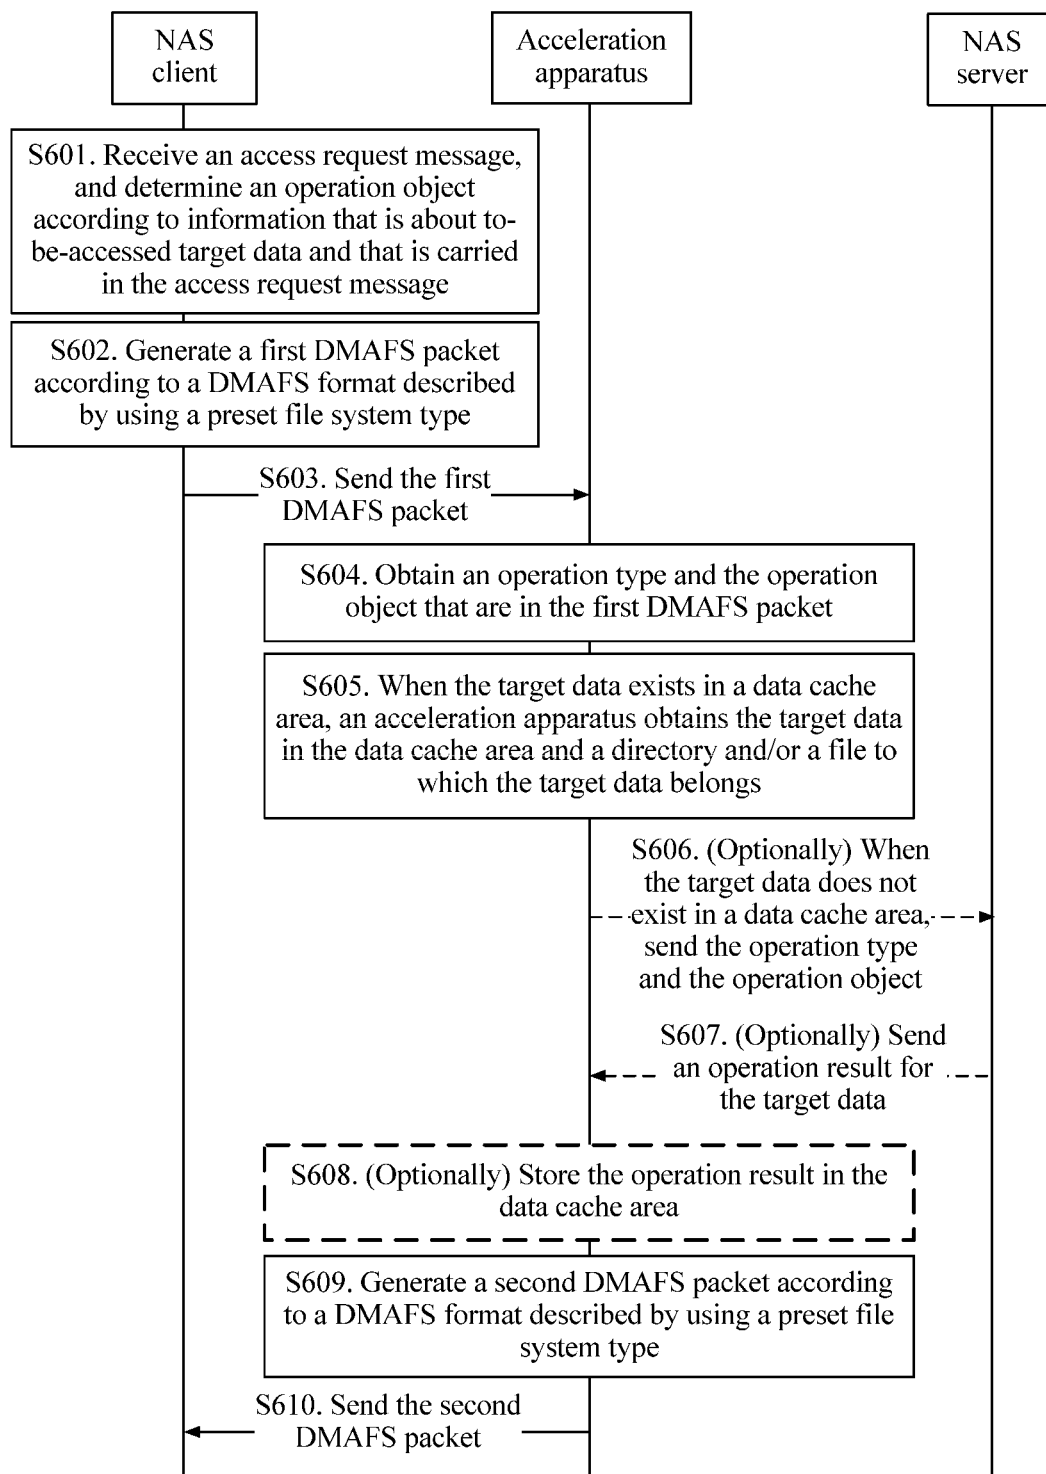 NAS
client
Acceleration
apparatus
NAS
server
S601. Receive an access request message,
and determine an operation object
according to information that is about to-
be-accessed target data and that is carried
in the access request message
S602. Generate a first DMAFS packet
according to a DMAFS format described
by using a preset file system type
S603. Send the first
DMAFS packet
S604. Obtain an operation type and the operation
object that are in the first DMAFS packet
S605. When the target data exists in a data cache
area, an acceleration apparatus obtains the target data
in the data cache area and a directory and/or a file to
which the target data belongs
S606. (Optionally) When
the target data does not
exist in a data cache area,
send the operation type
and the operation object
S607. (Optionally) Send
an operation result for
the target data
S608. (Optionally) Store the operation result in the
data cache area
S609. Generate a second DMAFS packet according
to a DMAFS format described by using a preset file
system type
S610. Send the second
DMAFS packet